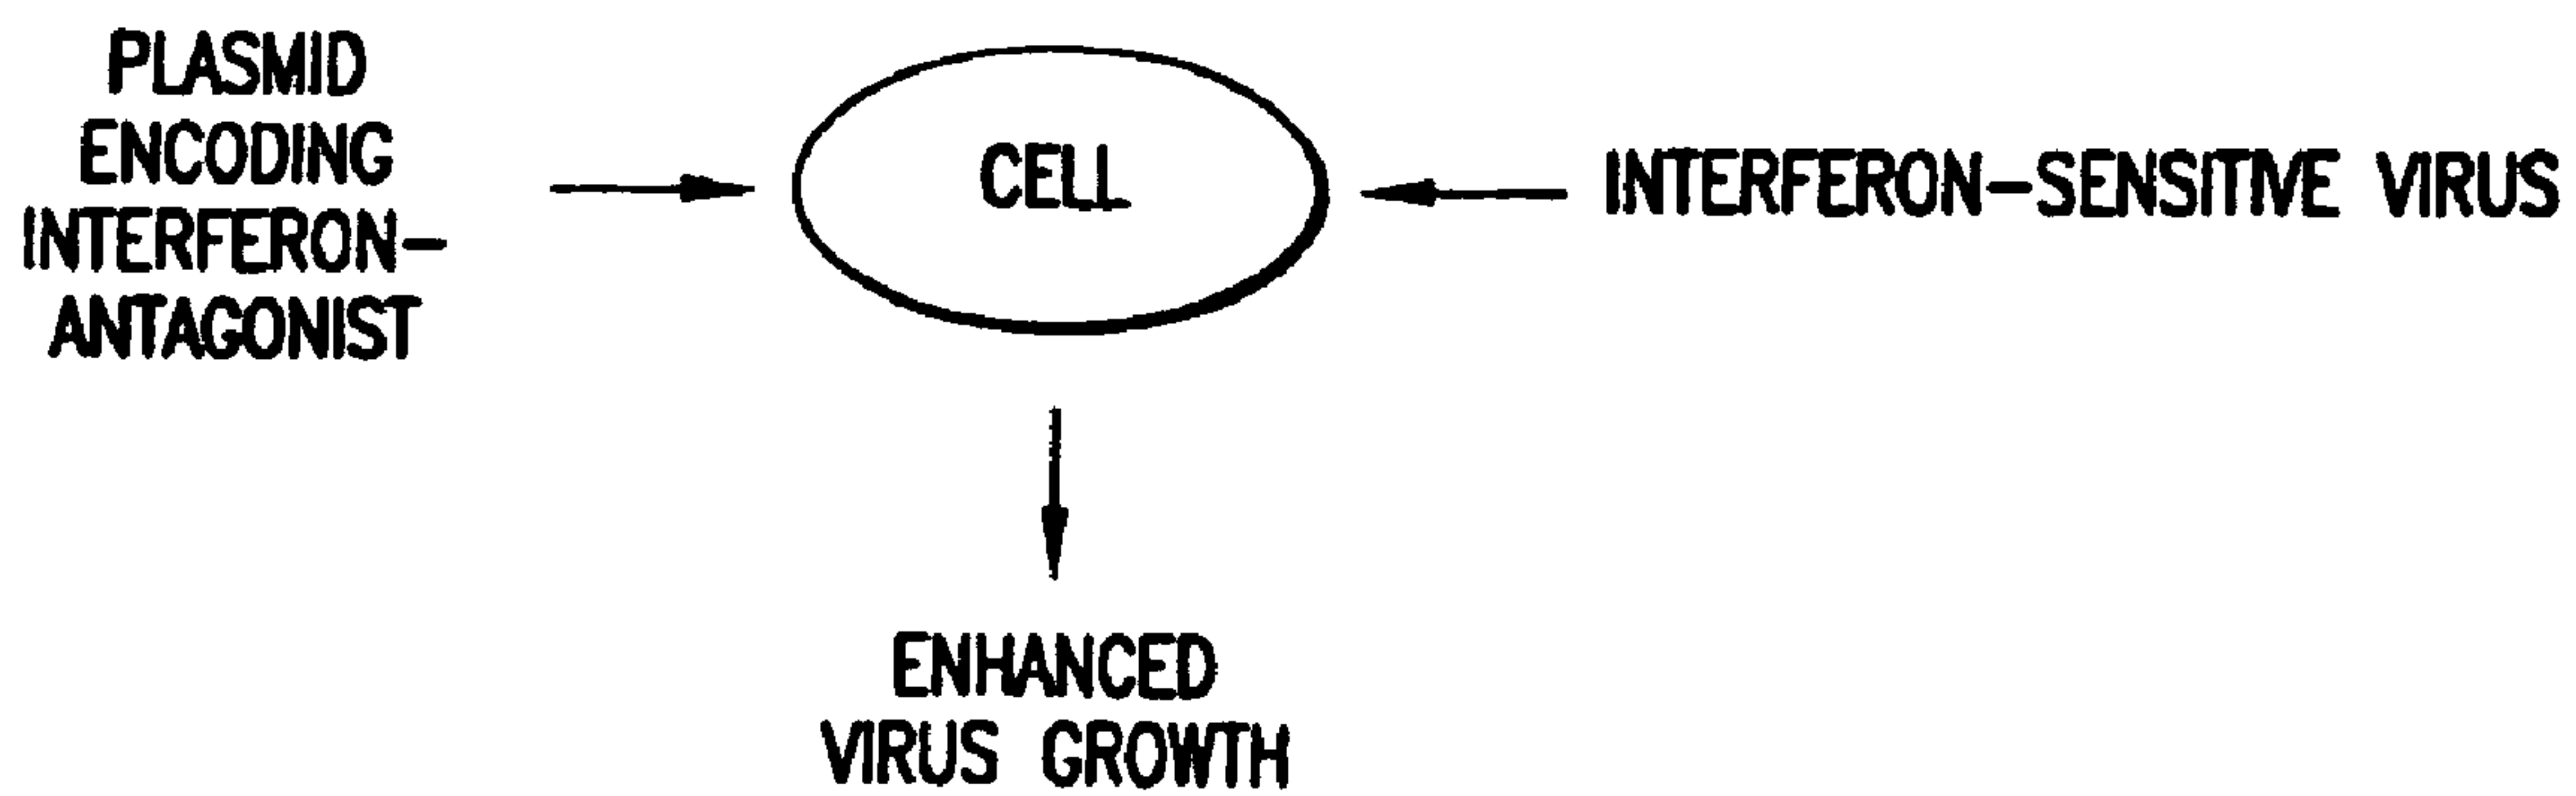 PLASMID
ENCODING
INTERFERON-
ANTAGONIST
CELL
INTERFERON-SENSITIVE VIRUS
ENHANCED
VIRUS GROWTH